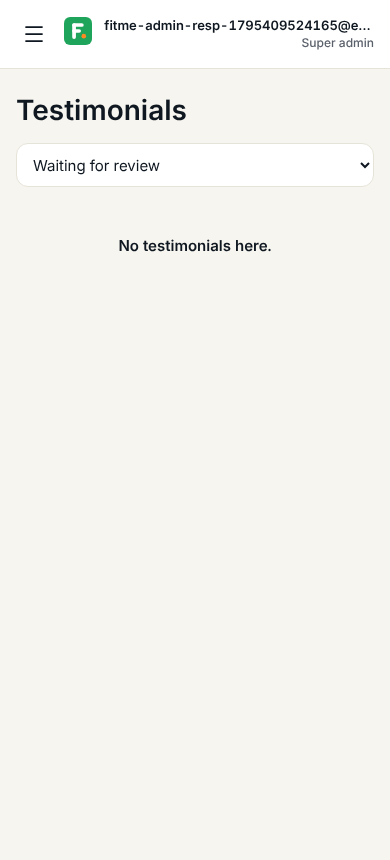 F
fitme-admin-resp-1795409524165@e...
Super admin
Testimonials
Waiting for review
No testimonials here.